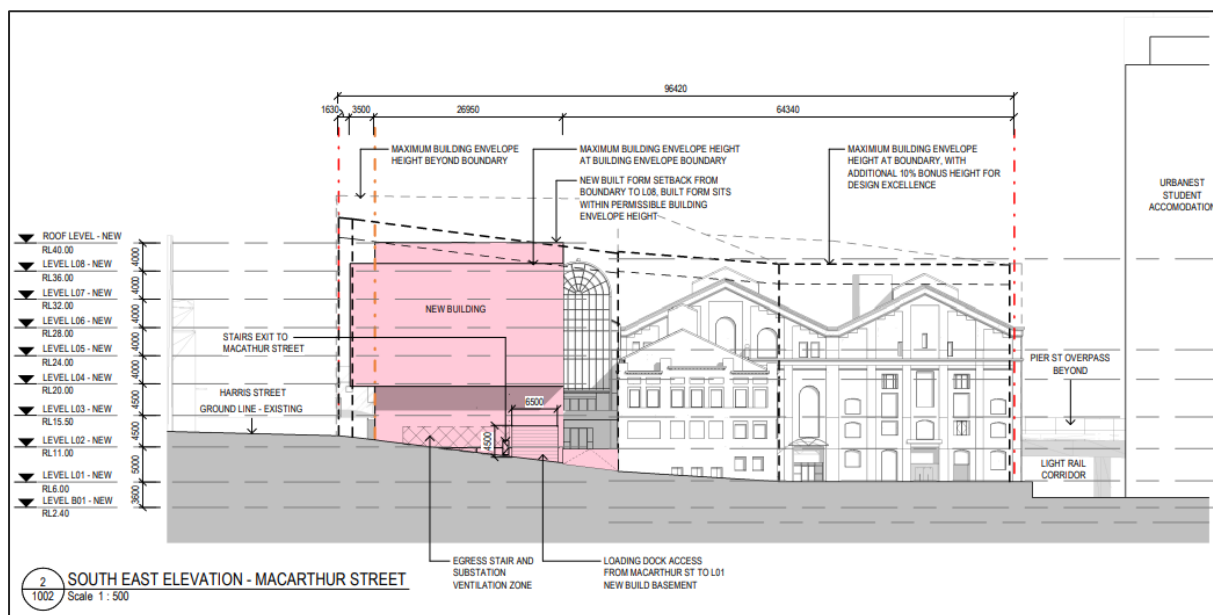 96420
1630
3500
26950
64340
MAXIMUM BUILDING ENVELOPE
HEIGHT BEYOND BOUNDARY
MAXIMUM BUILDING ENVELOPE HEIGHT
AT BUILDING ENVELOPE BOUNDARY
NEW BUILT FORM SETBACK FROM
BOUNDARY TO L08, BUILT FORM SITS
WITHIN PERMISSIBLE BUILDING
ENVELOPE HEIGHT
MAXIMUM BUILDING ENVELOPE
HEIGHT AT BOUNDARY, WITH
ADDITIONAL 10% BONUS HEIGHT FOR
DESIGN EXCELLENCE
URBANEST
STUDENT
ACCOMODATION
ROOF LEVEL - NEW
RL40.00
4000
LEVEL L08 - NEW
RL36.00
4000
LEVEL L07 - NEW
RL32.00
4000
LEVEL L06 - NEW
RL28.00
4000
LEVEL L05 - NEW
RL24.00
4000
LEVEL L04 - NEW
RL20.00
4500
LEVEL L03 - NEW
RL15.50
4500
LEVEL L02 - NEW
RL11.00
5000
LEVEL L01 - NEW
RL6.00
3600
LEVEL B01 - NEW
RL2.40
NEW BUILDING
STAIRS EXIT TO
MACATHUR STREET
HARRIS STREET
GROUND LINE - EXISTING
6500
4500
PIER ST OVERPASS
BEYOND
LIGHT RAIL
CORRIDOR
EGRESS STAIR AND
SUBSTATION
VENTILATION ZONE
LOADING DOCK ACCESS
FROM MACARTHUR ST TO L01
NEW BUILD BASEMENT
2
1002
SOUTH EAST ELEVATION - MACARTHUR STREET
Scale 1 : 500